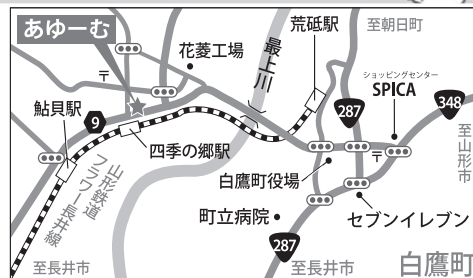 あゆーむ
荒砥駅
至朝日町
花菱工場
最上川
〒
ショッピングセンター
SPICA
鮎貝駅
9
287
348
四季の郷駅
至山形市
山形鉄道
フラワー長井線
白鷹町役場
〒
町立病院
セブンイレブン
287
至長井市
至長井市
白鷹町